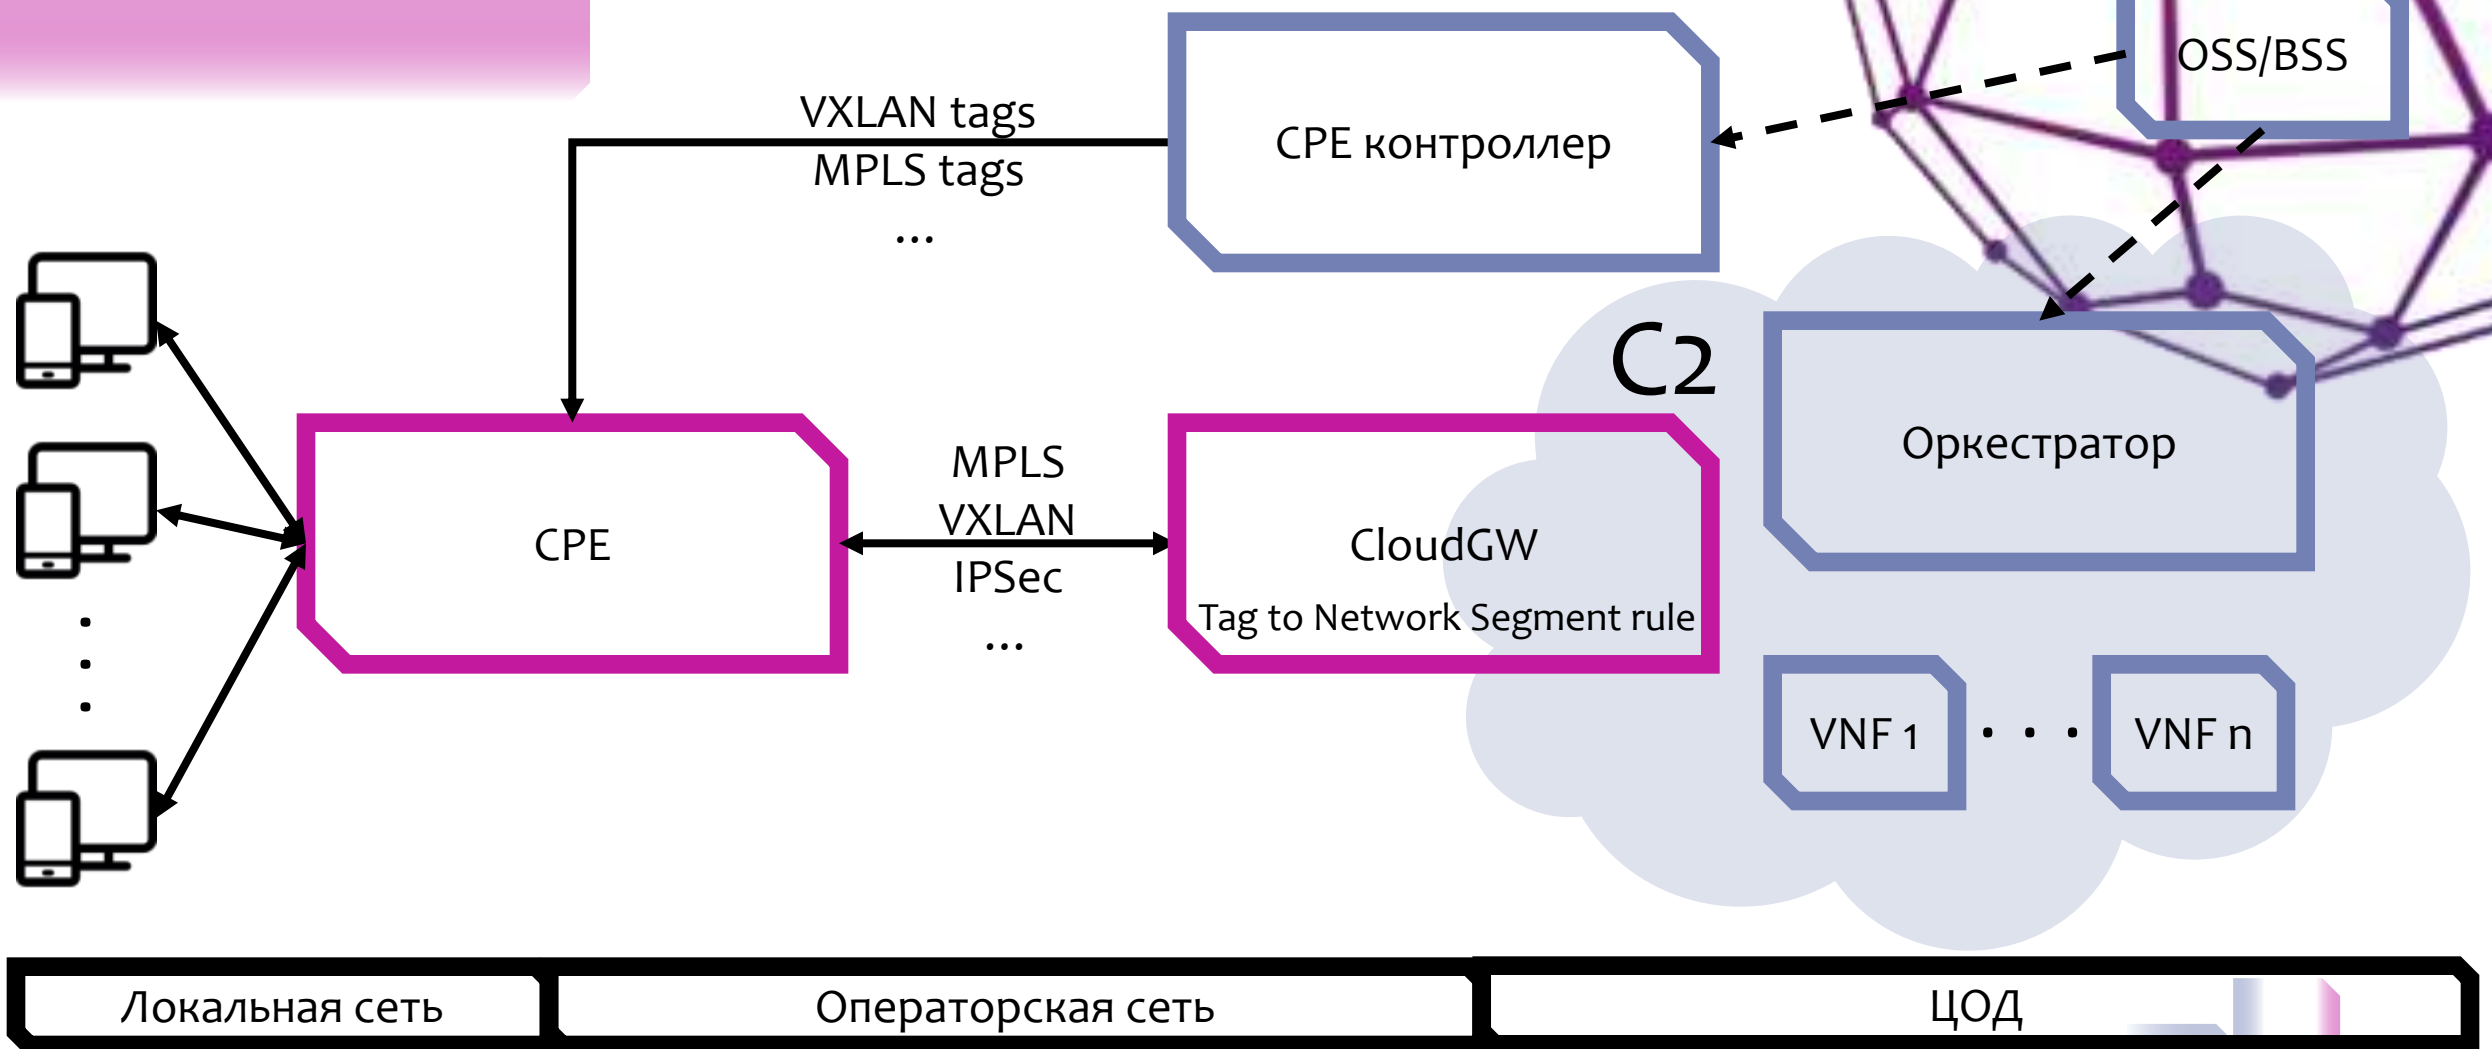 OSS/BSS
VXLAN tags
MPLS tags
...
CPE контроллер
C2
Оркестратор
CPE
MPLS
VXLAN
IPSec
...
CloudGW
Tag to Network Segment rule
VNF 1
. . .
VNF n
Локальная сеть
Операторская сеть
ЦОД